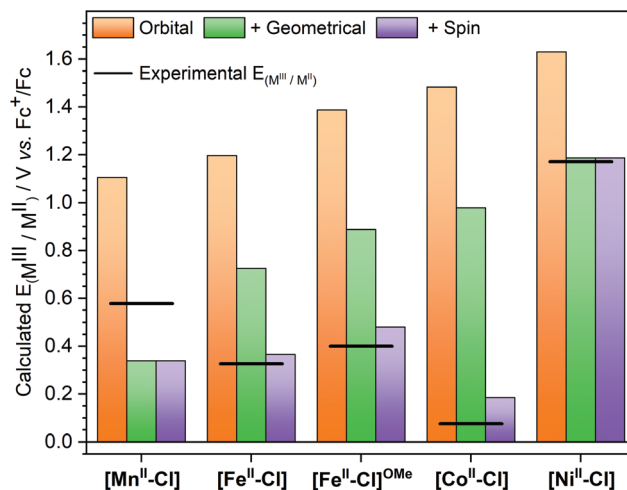 Orbital + Geometrical + Spin
Experimental E(Mᴵᴵᴵ / Mᴵᴵ)
Calculated E(Mᴵᴵᴵ / Mᴵᴵ) / V vs. Fc⁺/Fc
1.6
1.4
1.2
1.0
0.8
0.6
0.4
0.2
0.0
[Mnᴵᴵ-Cl] [Feᴵᴵ-Cl] [Feᴵᴵ-Cl]ᴼᴹᵉ [Coᴵᴵ-Cl] [Niᴵᴵ-Cl]